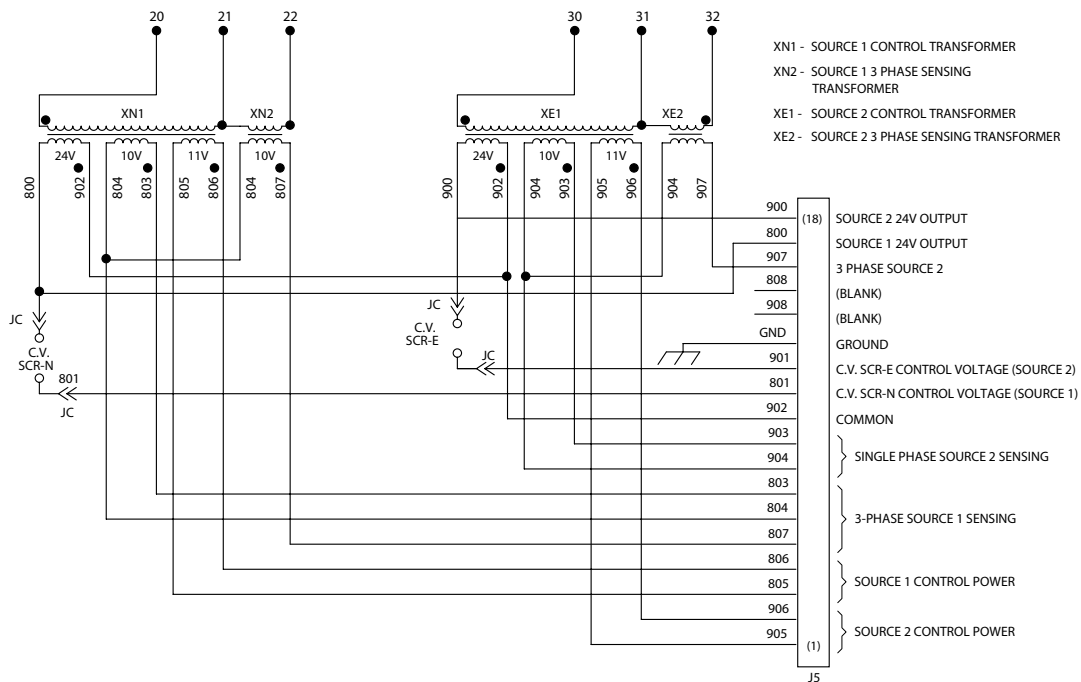 20
21
22
30
31
32
XN1 - SOURCE 1 CONTROL TRANSFORMER
XN2 - SOURCE 1 3 PHASE SENSING
TRANSFORMER
XE1 - SOURCE 2 CONTROL TRANSFORMER
XE2 - SOURCE 2 3 PHASE SENSING TRANSFORMER
XN1
XN2
XE1
XE2
24V
10V
11V
10V
24V
10V
11V
800
902
804
803
805
806
804
807
900
902
904
903
905
906
904
907
JC
C.V.
SCR-N
801
JC
JC
C.V.
SCR-E
JC
900
(18)
SOURCE 2 24V OUTPUT
800
SOURCE 1 24V OUTPUT
907
3 PHASE SOURCE 2
808
(BLANK)
908
(BLANK)
GND
GROUND
901
C.V. SCR-E CONTROL VOLTAGE (SOURCE 2)
801
C.V. SCR-N CONTROL VOLTAGE (SOURCE 1)
902
COMMON
903
904
SINGLE PHASE SOURCE 2 SENSING
803
804
807
3-PHASE SOURCE 1 SENSING
806
805
SOURCE 1 CONTROL POWER
906
905
SOURCE 2 CONTROL POWER
(1)
J5